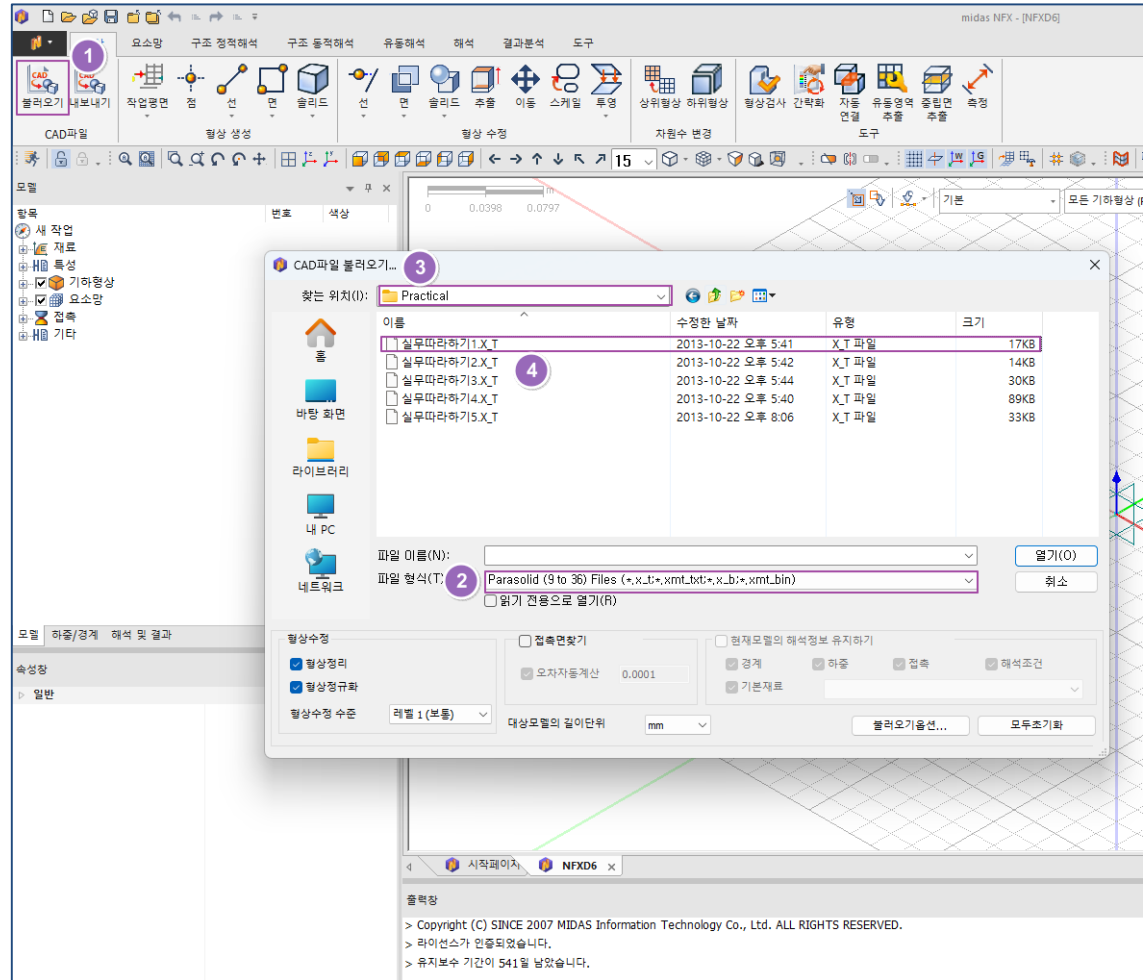 midas NFX - [NFXD6]
1
요소망 구조 정적해석 구조 동적해석 유동해석 해석 결과분석 도구
CAD CAD
불러오기 내보내기 작업평면 점 선 면 솔리드 선 면 솔리드 추출 이동 스케일 투영 상위형상 하위형상 형상검사 간략화 자동 연결 유동영역 추출 중립면 추출 측정
CAD파일 형상 생성 형상 수정 차원수 변경 도구
15
모델
항목 번호 색상
새 작업
재료
특성
기하형상
요소망
접촉
기타
m
0 0.0398 0.0797
기본 모든 기하형상
CAD파일 불러오기... 3
찾는 위치(I): Practical
이름 수정한 날짜 유형 크기
실무따라하기1.X_T 2013-10-22 오후 5:41 X_T 파일 17KB
실무따라하기2.X_T 2013-10-22 오후 5:42 X_T 파일 14KB
4
실무따라하기3.X_T 2013-10-22 오후 5:44 X_T 파일 30KB
실무따라하기4.X_T 2013-10-22 오후 5:40 X_T 파일 89KB
실무따라하기5.X_T 2013-10-22 오후 8:06 X_T 파일 33KB
홈
바탕 화면
라이브러리
내 PC
네트워크
파일 이름(N): 열기(O)
파일 형식(T) 2 Parasolid (9 to 36) Files (*.x_t;*.xmt_txt;*.x_b;*.xmt_bin) 취소
읽기 전용으로 열기(R)
형상수정 접촉면찾기 현재모델의 해석정보 유지하기
형상정리 오차자동계산 0.0001 경계 하중 접촉 해석조건
형상정규화 기본재료
형상수정 수준 레벨 1 (보통) 대상모델의 길이단위 mm 불러오기옵션... 모두초기화
모델 하중/경계 해석 및 결과
속성창
일반
시작페이지 NFXD6
출력창
> Copyright (C) SINCE 2007 MIDAS Information Technology Co., Ltd. ALL RIGHTS RESERVED.
> 라이선스가 인증되었습니다.
> 유지보수 기간이 541일 남았습니다.